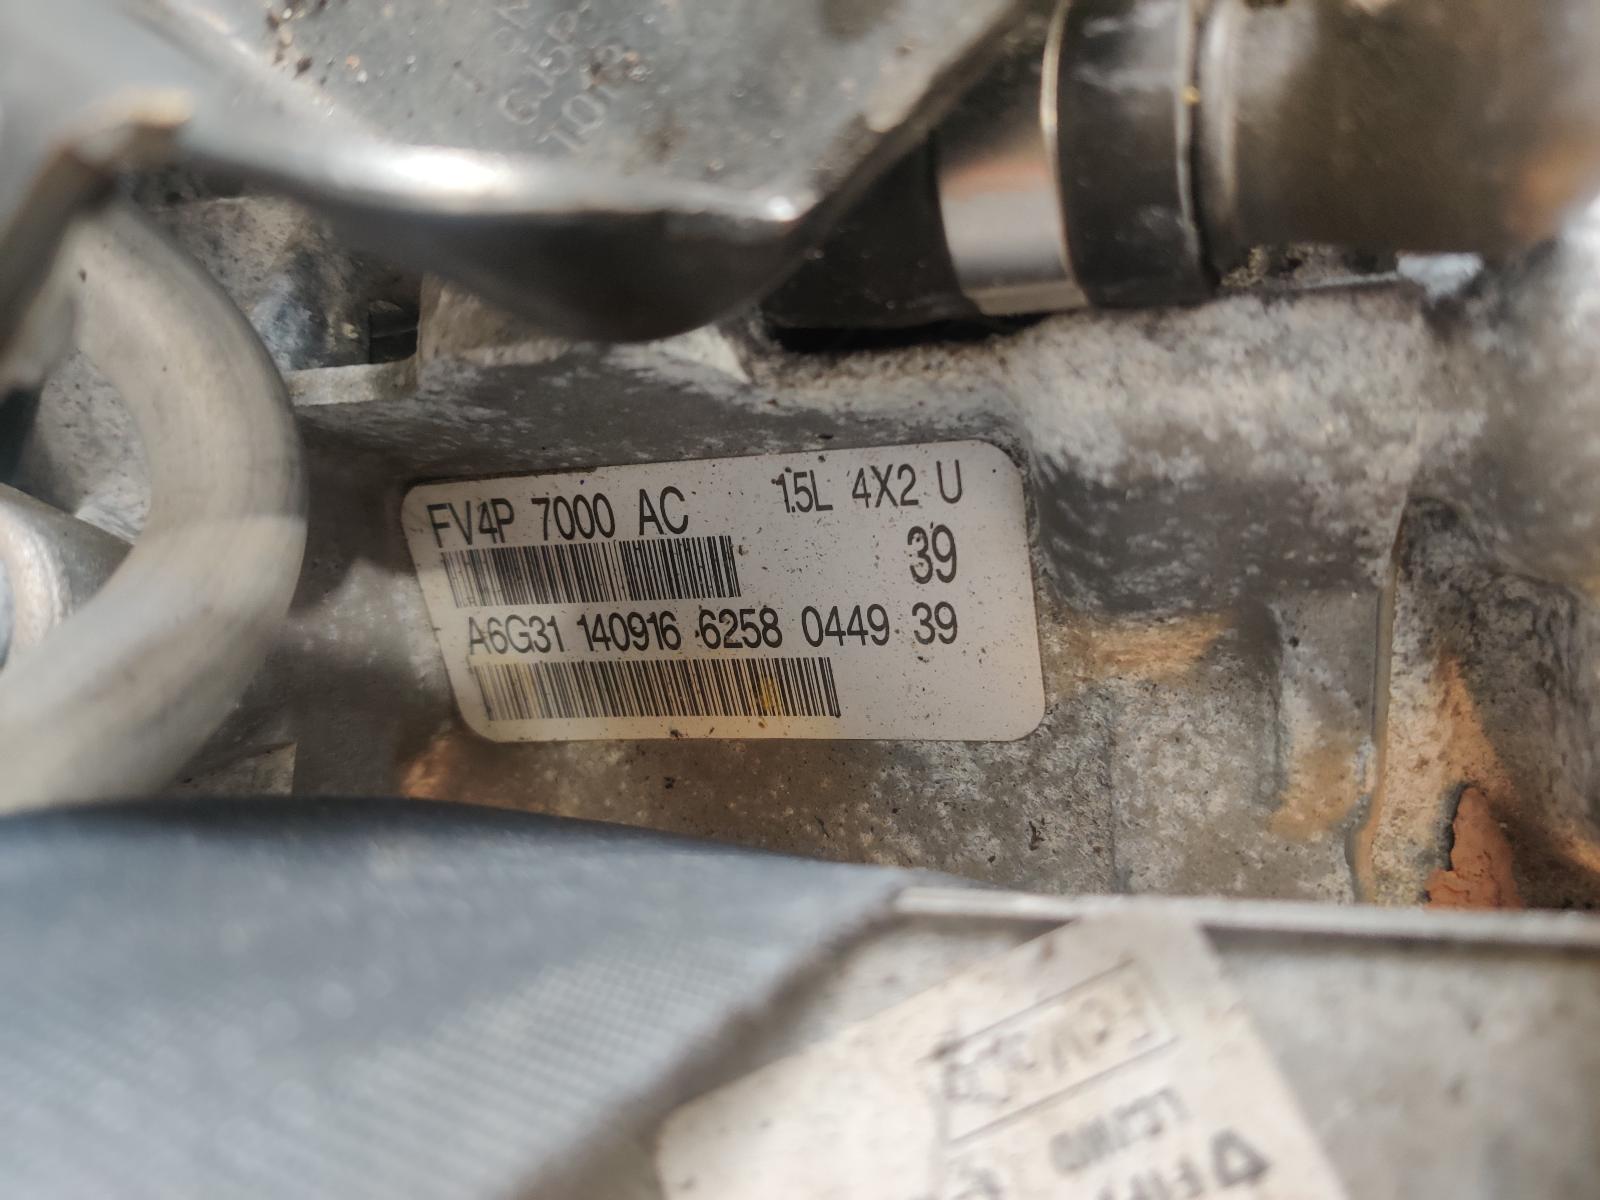 FV4P 7000 AC 1.5L 4X2 U
39
A6G31 140916 6258 0449 39